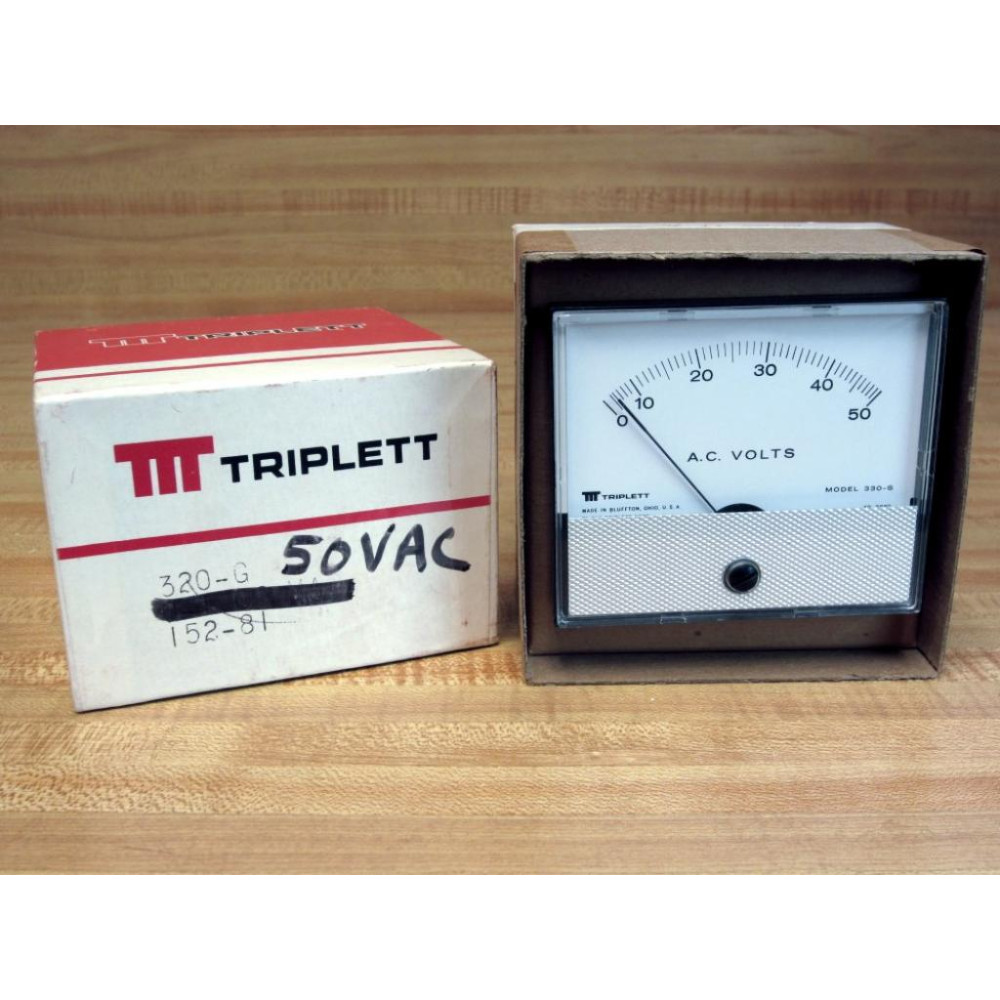 TRIPLETT
TRIPLETT
50VAC
320-G
152-81
0 10 20 30 40 50
A.C. VOLTS
TRIPLETT
MODEL 330-G
MADE IN BLUFFTON, OHIO, U.S.A.